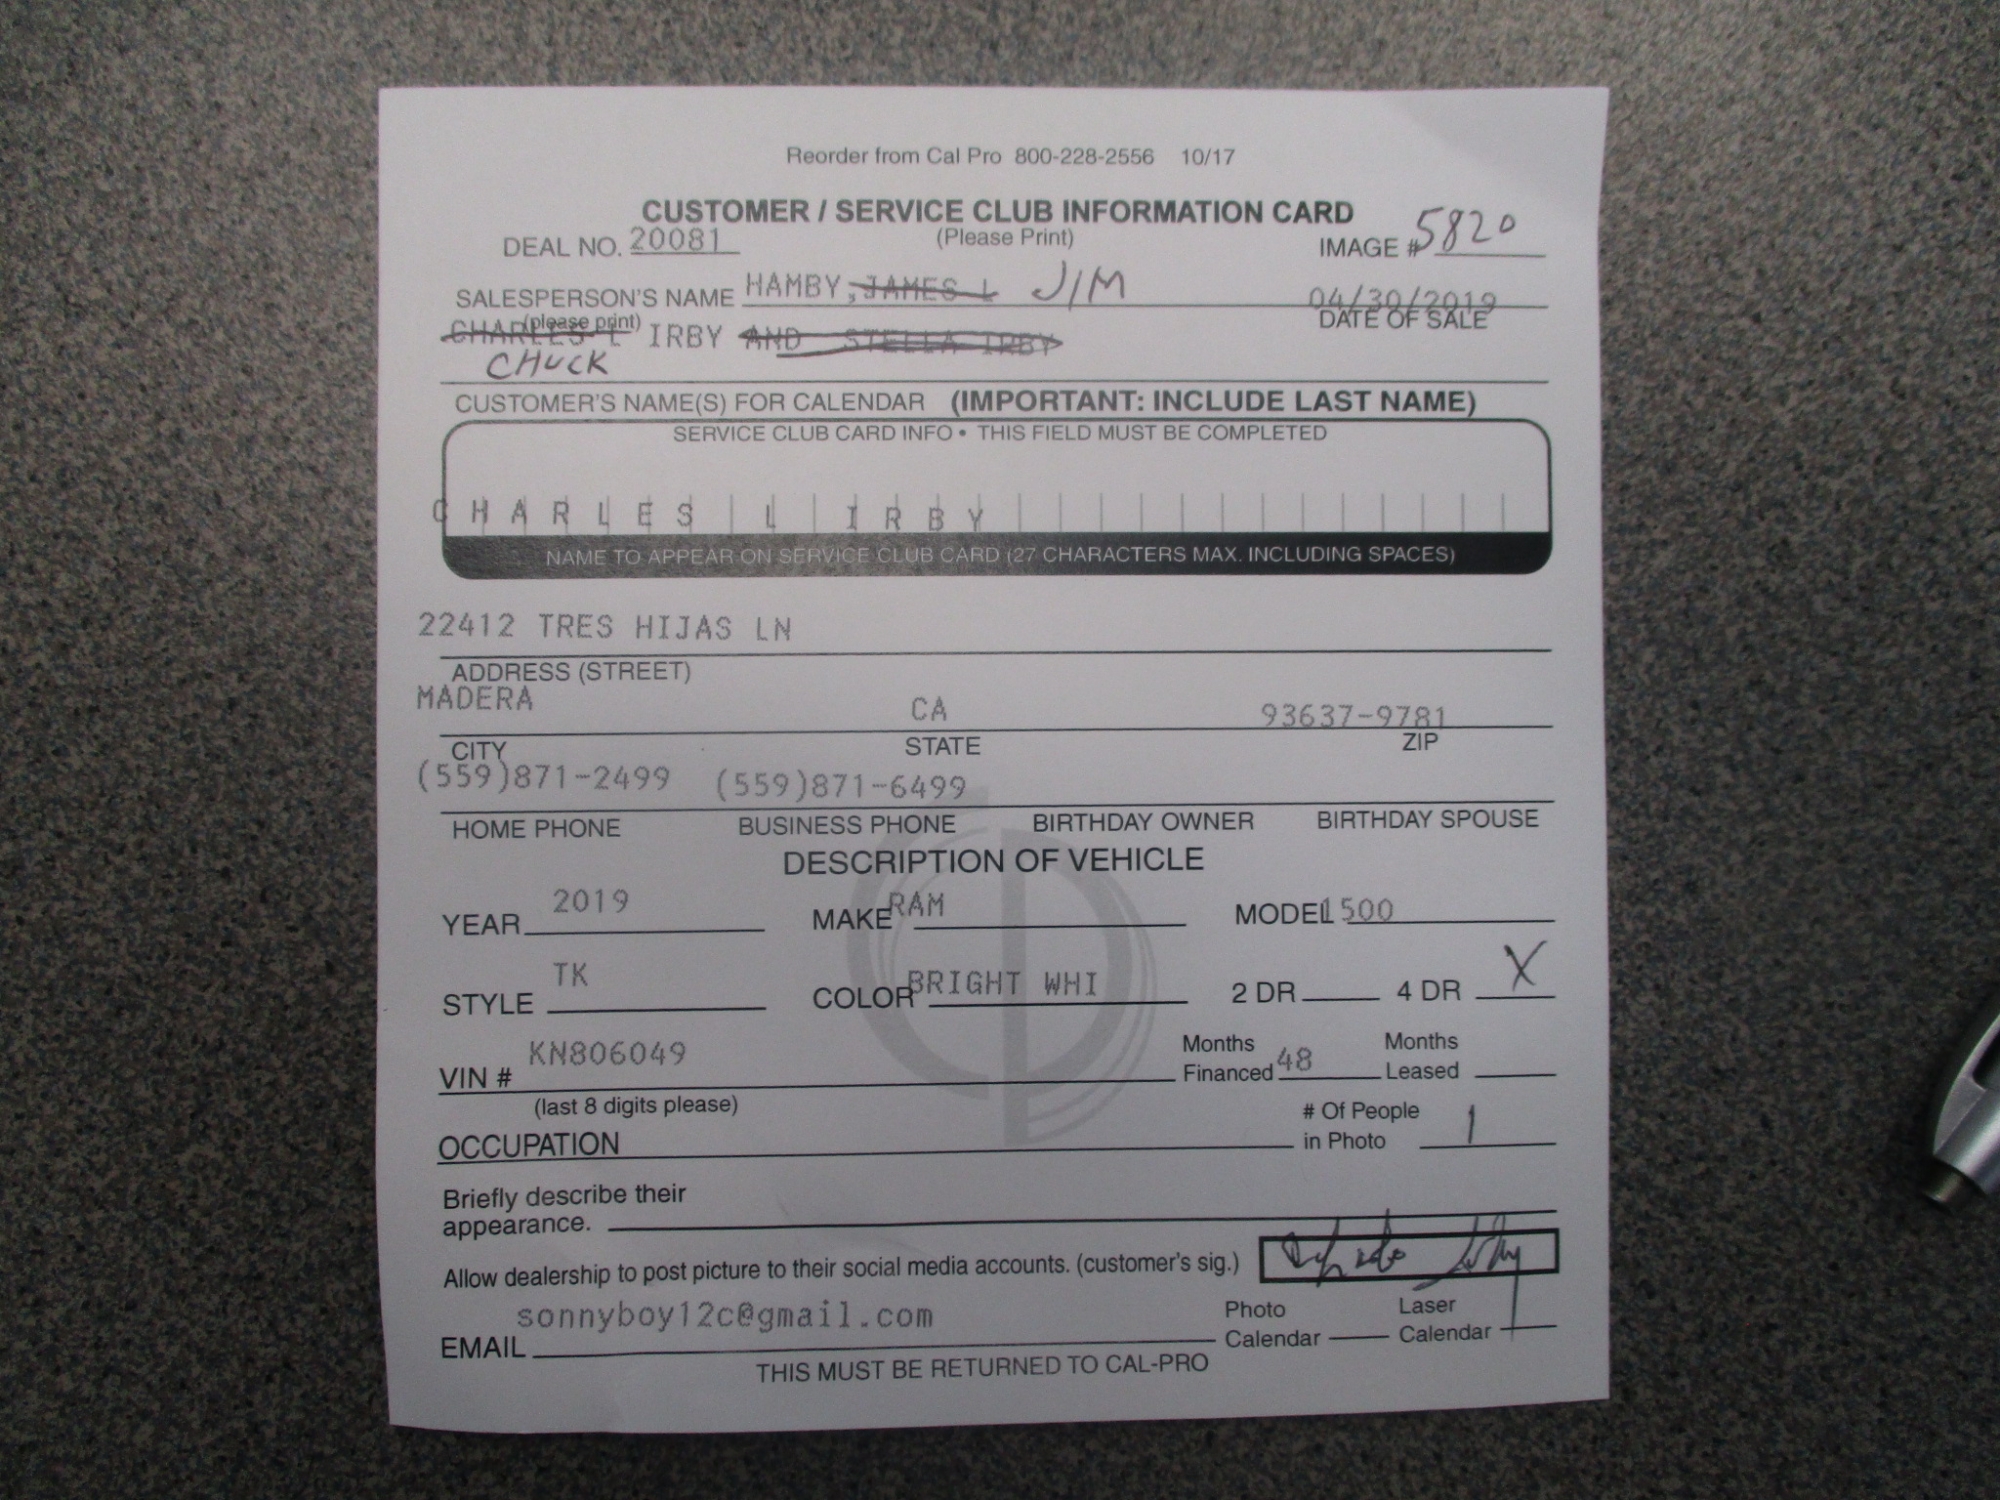 Reorder from Cal Pro 800-228-2556 10/17
CUSTOMER / SERVICE CLUB INFORMATION CARD
DEAL NO. 20081 (Please Print) IMAGE # 5820
SALESPERSON'S NAME HAMBY, JAMES L JIM 04/30/2019
(please print) DATE OF SALE
CHARLES L IRBY AND STELLA IRBY
CHUCK
CUSTOMER'S NAME(S) FOR CALENDAR (IMPORTANT: INCLUDE LAST NAME)
SERVICE CLUB CARD INFO • THIS FIELD MUST BE COMPLETED
CHARLES L IRBY
NAME TO APPEAR ON SERVICE CLUB CARD (27 CHARACTERS MAX. INCLUDING SPACES)
22412 TRES HIJAS LN
ADDRESS (STREET)
MADERA CA 93637-9781
CITY STATE ZIP
(559)871-2499 (559)871-6499
HOME PHONE BUSINESS PHONE BIRTHDAY OWNER BIRTHDAY SPOUSE
DESCRIPTION OF VEHICLE
YEAR 2019 MAKE RAM MODEL 1500
STYLE TK COLOR BRIGHT WHI 2 DR 4 DR X
VIN # KN806049 Months Financed 48 Months Leased
(last 8 digits please)
OCCUPATION # Of People in Photo 1
Briefly describe their
appearance.
Allow dealership to post picture to their social media accounts. (customer's sig.)
EMAIL sonnyboy12c@gmail.com Photo Calendar Laser Calendar
THIS MUST BE RETURNED TO CAL-PRO